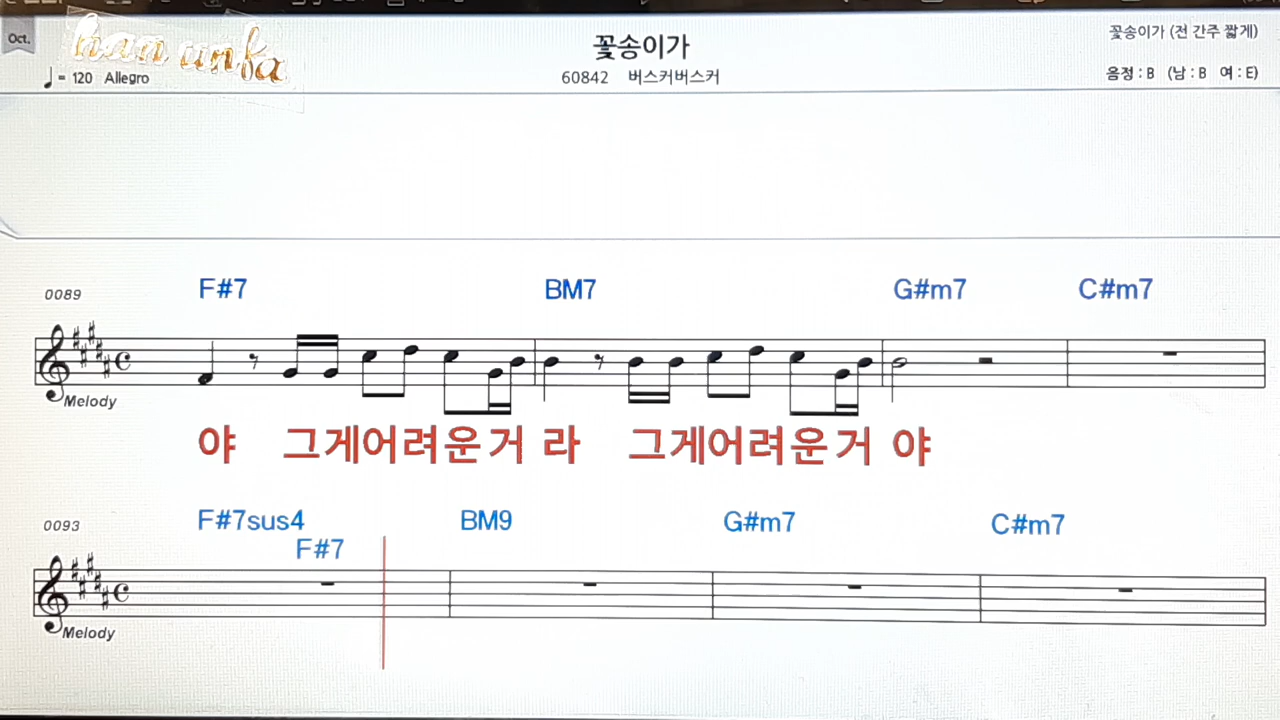 Oct.
han unfa
꽃송이가
꽃송이가 (전 간주 짧게)
♩= 120 Allegro
60842 버스커버스커
음정 : B (남 : B 여 : E)
0089
F#7 BM7 G#m7 C#m7
Melody
야 그게어려운거 라 그게어려운거 야
0093
F#7sus4 BM9 G#m7 C#m7
F#7
Melody